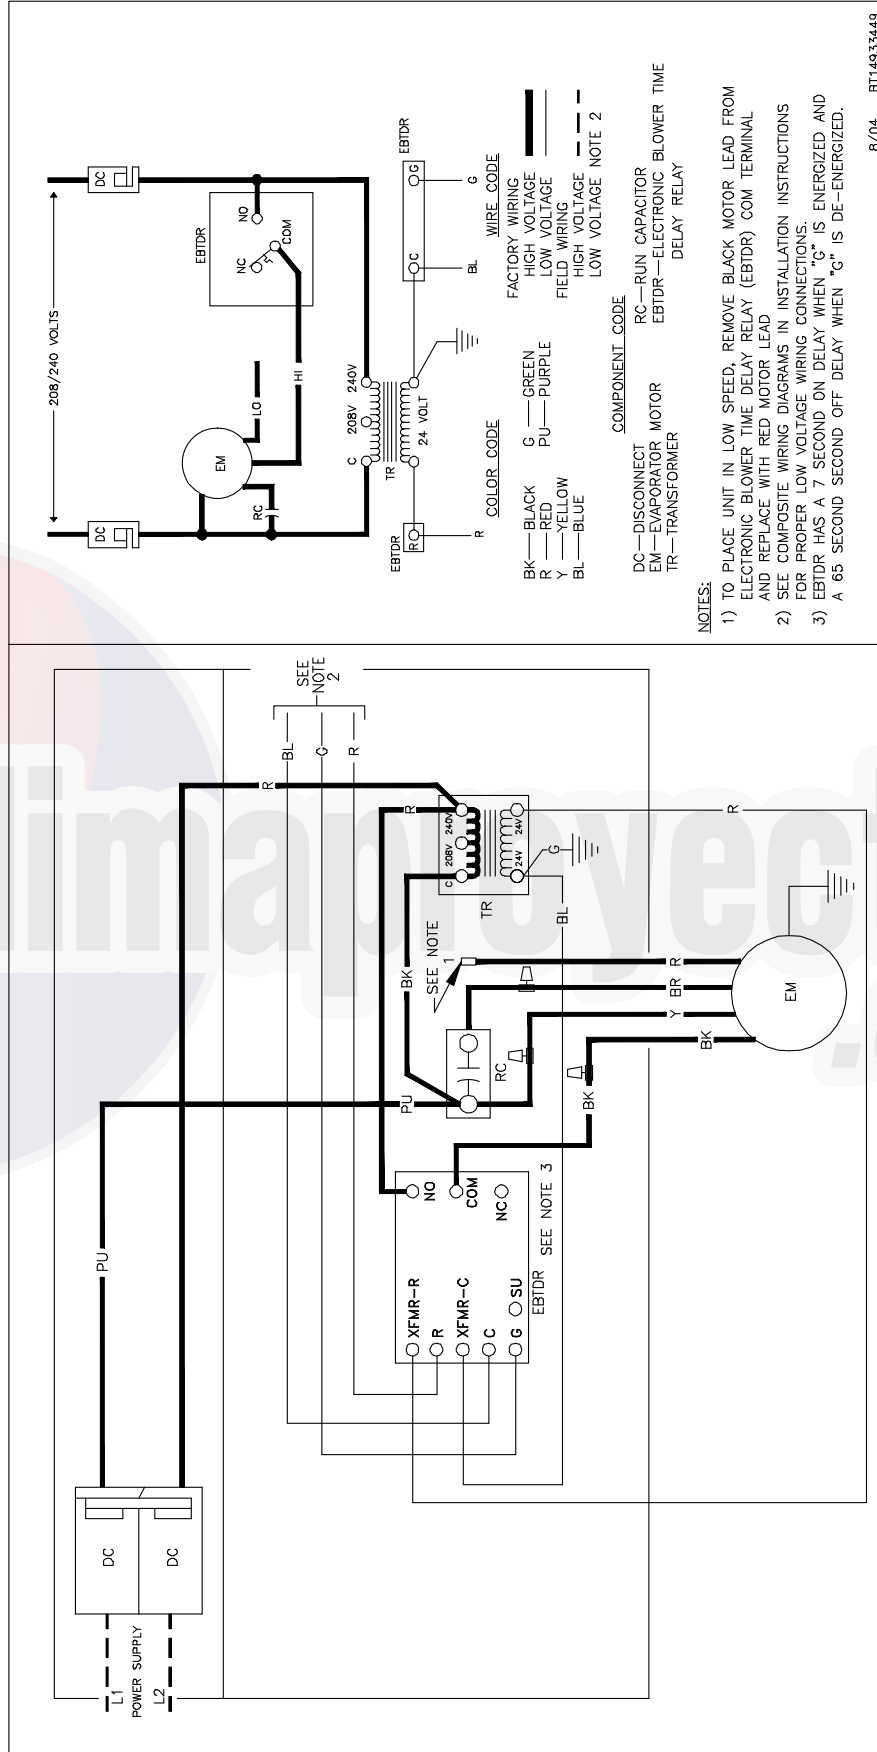 L1
POWER SUPPLY
L2
DC
DC
PU
R
SEE
NOTE
2
BL
G
R
XFMR-R
R
XFMR-C
C
G
SU
NO
COM
NC
EBTDR
SEE NOTE 3
PU
BK
R
C 208V 240V
24V 24V
TR
G
BL
R
SEE NOTE 1
RC
BK
R
BR
Y
BK
EM
208/240 VOLTS
DC
DC
EM
RC
LO
HI
EBTDR
NC
NO
COM
C 208V 240V
TR
24 VOLT
EBTDR
R
R
EBTDR
C
G
BL
G
COLOR CODE
BK—BLACK
R—RED
Y—YELLOW
BL—BLUE
G—GREEN
PU—PURPLE
WIRE CODE
FACTORY WIRING
HIGH VOLTAGE
LOW VOLTAGE
FIELD WIRING
HIGH VOLTAGE
LOW VOLTAGE NOTE 2
COMPONENT CODE
DC—DISCONNECT
EM—EVAPORATOR MOTOR
TR—TRANSFORMER
RC—RUN CAPACITOR
EBTDR—ELECTRONIC BLOWER TIME
DELAY RELAY
NOTES:
1) TO PLACE UNIT IN LOW SPEED, REMOVE BLACK MOTOR LEAD FROM
ELECTRONIC BLOWER TIME DELAY RELAY (EBTDR) COM TERMINAL
AND REPLACE WITH RED MOTOR LEAD
2) SEE COMPOSITE WIRING DIAGRAMS IN INSTALLATION INSTRUCTIONS
FOR PROPER LOW VOLTAGE WIRING CONNECTIONS.
3) EBTDR HAS A 7 SECOND ON DELAY WHEN "G" IS ENERGIZED AND
A 65 SECOND SECOND OFF DELAY WHEN "G" IS DE-ENERGIZED.
8/04 BT14933449
limaproyect